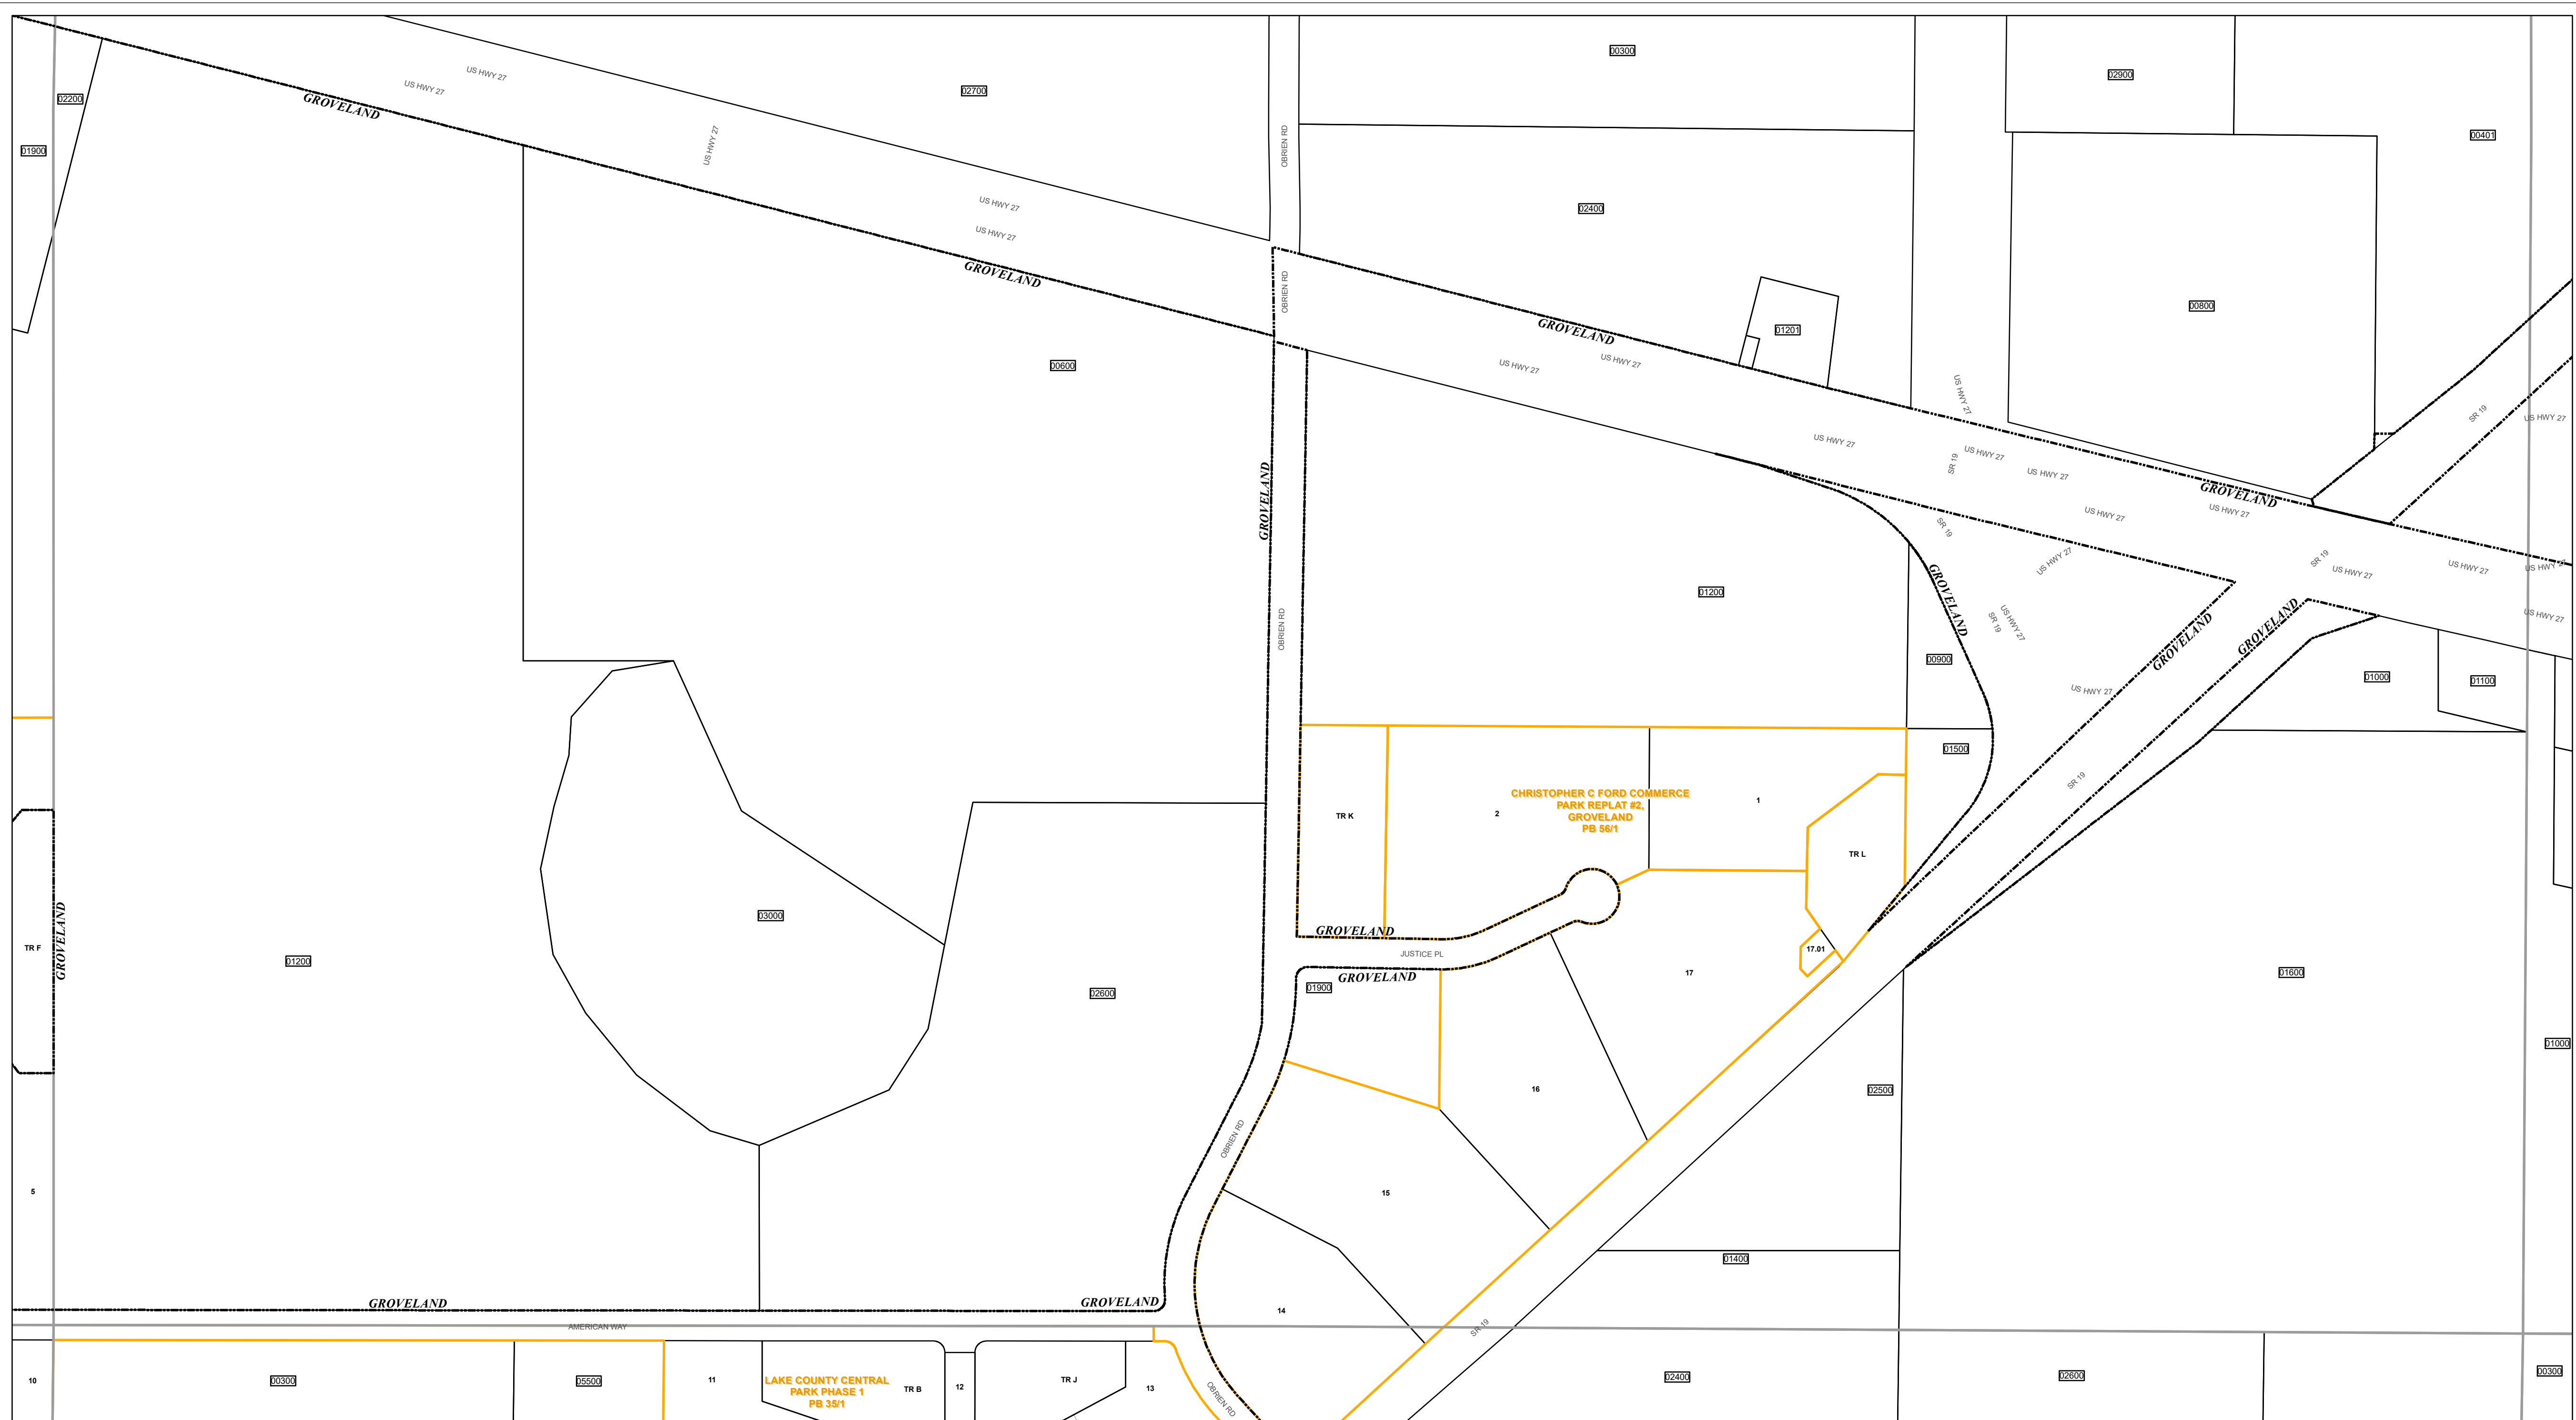 00300
US HWY 27
02900
US HWY 27
02700
02200
GROVELAND
00401
US HWY 27
OBRIEN RD
01900
US HWY 27
02400
US HWY 27
GROVELAND
OBRIEN RD
00800
GROVELAND
01201
US HWY 27
US HWY 27
00600
US HWY 27
SR 19
US HWY 27
US HWY 27
US HWY 27
SR 19
US HWY 27
GROVELAND
US HWY 27
US HWY 27
GROVELAND
SR 19
US HWY 27
SR 19
US HWY 27
US HWY 27
US HWY 27
01200
GROVELAND
OBRIEN RD
SR 19
US HWY 27
GROVELAND
GROVELAND
US HWY 27
00900
01000
01100
US HWY 27
01500
SR 19
CHRISTOPHER C FORD COMMERCE
PARK REPLAT #2,
GROVELAND
PB 56/1
1
2
TR K
TR L
03000
GROVELAND
TR F
GROVELAND
JUSTICE PL
17.01
01200
GROVELAND
17
01600
01900
02600
01000
16
02500
OBRIEN RD
5
15
01400
GROVELAND
GROVELAND
14
AMERICAN WAY
SR 19
10
00300
05500
11
LAKE COUNTY CENTRAL
PARK PHASE 1
PB 35/1
TR B
12
TR J
13
OBRIEN RD
02400
02600
00300